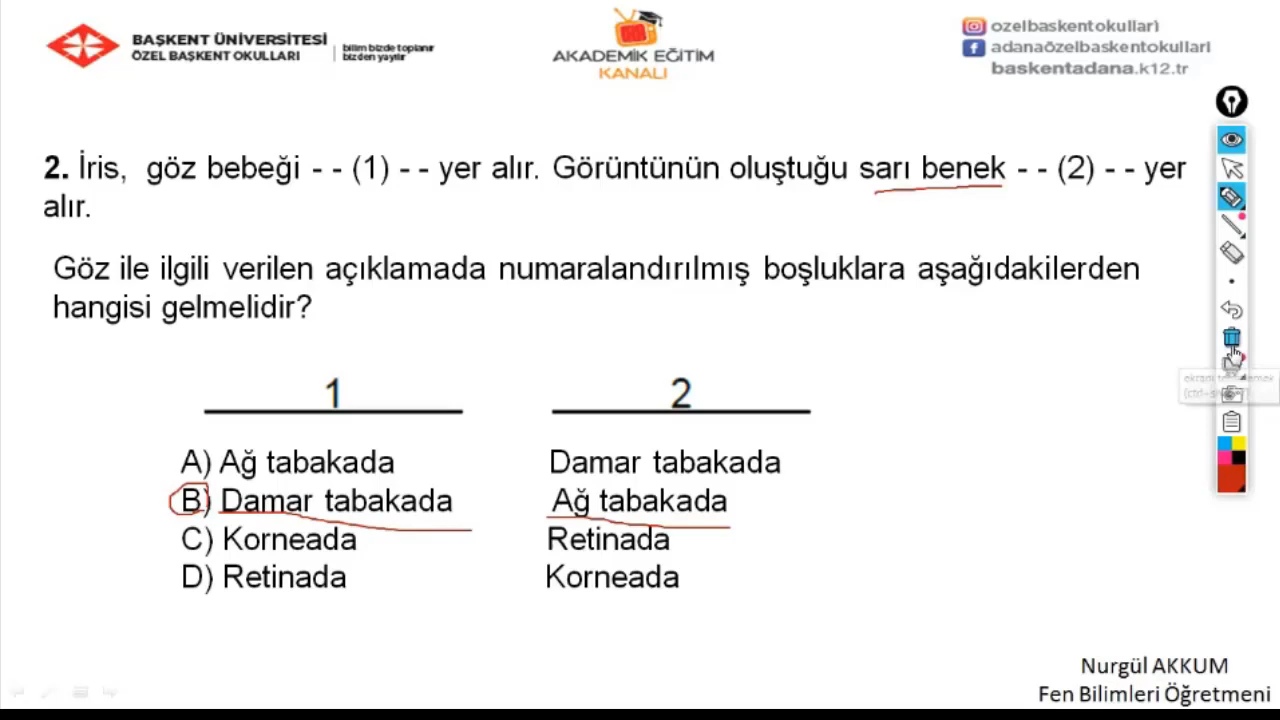 BAŞKENT ÜNİVERSİTESİ
ÖZEL BAŞKENT OKULLARI
bilim bizde toplanır
bizden yayılır
AKADEMİK EĞİTİM
KANALI
ozelbaskentokullari
adanaözelbaskentokullari
baskentadana.k12.tr
2. İris, göz bebeği - - (1) - - yer alır. Görüntünün oluştuğu sarı benek - - (2) - - yer
alır.
Göz ile ilgili verilen açıklamada numaralandırılmış boşluklara aşağıdakilerden
hangisi gelmelidir?
1 2
A) Ağ tabakada Damar tabakada
B) Damar tabakada Ağ tabakada
C) Korneada Retinada
D) Retinada Korneada
Nurgül AKKUM
Fen Bilimleri Öğretmeni